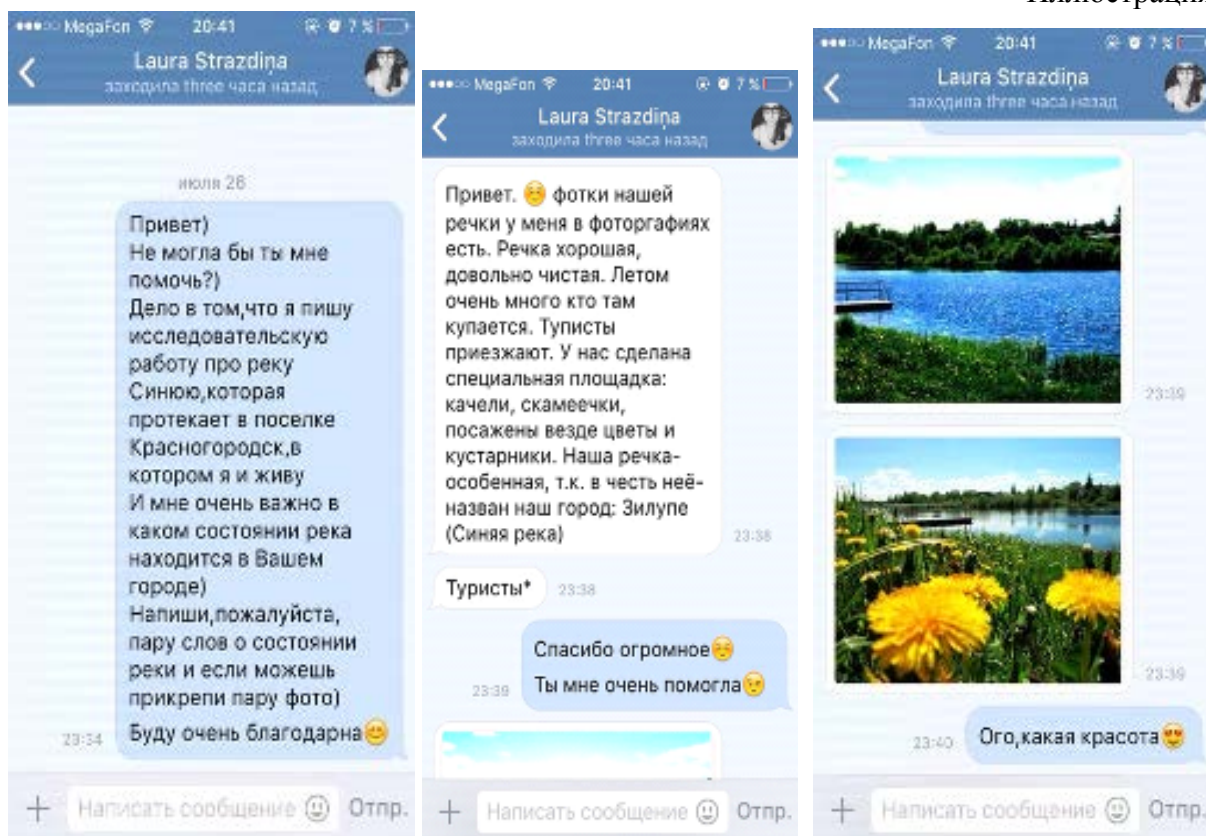 Иллюстрация
MegaFon 20:41 7 %
Laura Strazdiņa
заходила three часа назад
июля 26
Привет)
Не могла бы ты мне
помочь?)
Дело в том,что я пишу
исследовательскую
работу про реку
Синюю,которая
протекает в поселке
Красногородск,в
котором я и живу
И мне очень важно в
каком состоянии река
находится в Вашем
городе)
Напиши,пожалуйста,
пару слов о состоянии
реки и если можешь
прикрепи пару фото)
Буду очень благодарна😊
23:34
Написать сообщение Отпр.
MegaFon 20:41 7 %
Laura Strazdiņa
заходила three часа назад
Привет. ☺️ фотки нашей
речки у меня в фоторгафиях
есть. Речка хорошая,
довольно чистая. Летом
очень много кто там
купается. Туписты
приезжают. У нас сделана
специальная площадка:
качели, скамеечки,
посажены везде цветы и
кустарники. Наша речка-
особенная, т.к. в честь неё-
назван наш город: Зилупе
(Синяя река)
23:38
Туристы*
23:38
Спасибо огромное☺️
Ты мне очень помогла😉
23:39
Написать сообщение Отпр.
MegaFon 20:41 7 %
Laura Strazdiņa
заходила three часа назад
23:39
23:39
Ого,какая красота😍
23:40
Написать сообщение Отпр.